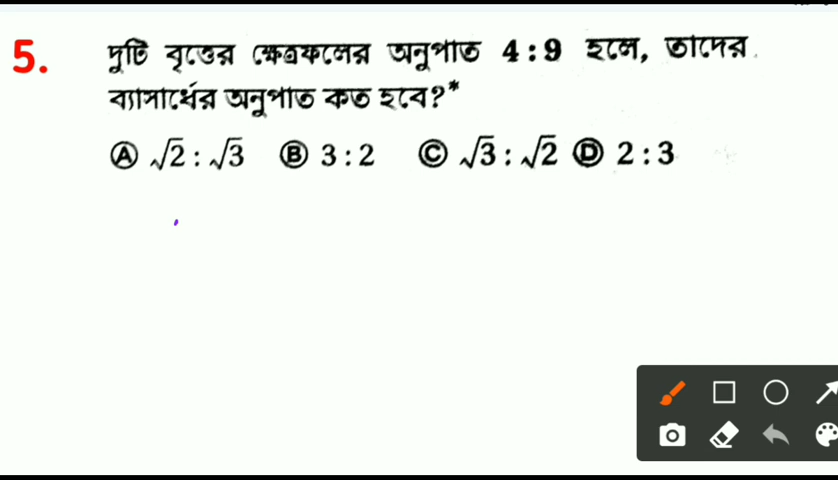 5. দুটি বৃত্তের ক্ষেত্রফলের অনুপাত 4 : 9 হলে, তাদের
ব্যাসার্ধের অনুপাত কত হবে?*
Ⓐ √2 : √3 Ⓑ 3 : 2 Ⓒ √3 : √2 Ⓓ 2 : 3